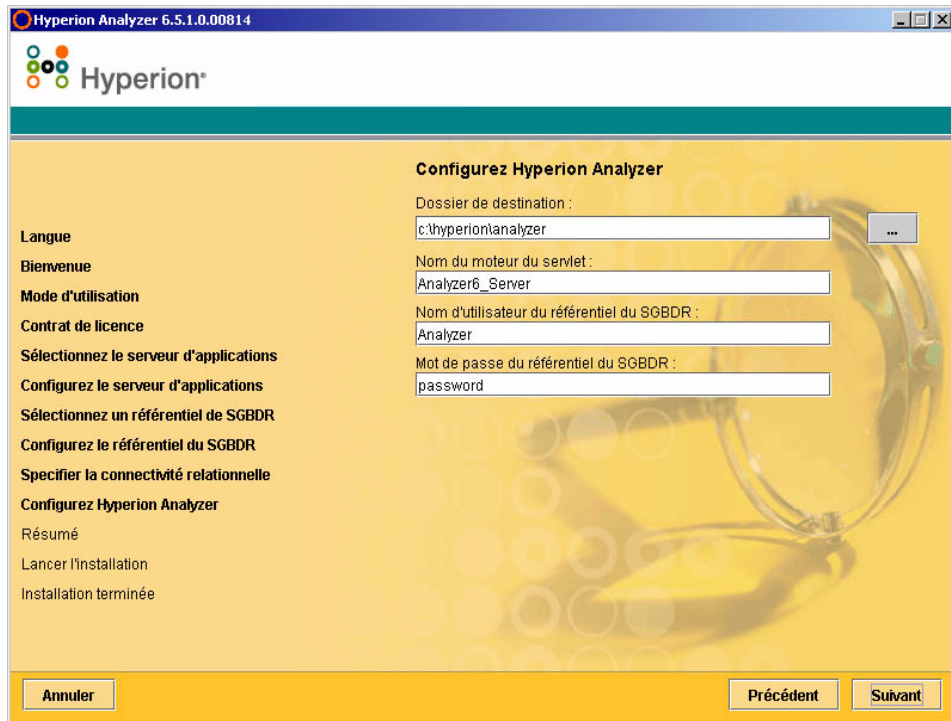 Hyperion Analyzer 6.5.1.0.00814
Hyperion®
Langue
Bienvenue
Mode d'utilisation
Contrat de licence
Sélectionnez le serveur d'applications
Configurez le serveur d'applications
Sélectionnez un référentiel de SGBDR
Configurez le référentiel du SGBDR
Specifier la connectivité relationnelle
Configurez Hyperion Analyzer
Résumé
Lancer l'installation
Installation terminée
Configurez Hyperion Analyzer
Dossier de destination :
c:\hyperion\analyzer
...
Nom du moteur du servlet :
Analyzer6_Server
Nom d'utilisateur du référentiel du SGBDR :
Analyzer
Mot de passe du référentiel du SGBDR :
password
Annuler
Précédent
Suivant